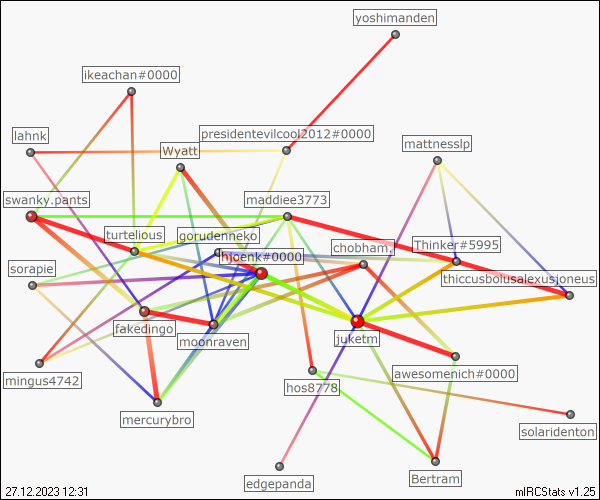 yoshimanden
ikeachan#0000
lahnk
presidentevilcool2012#0000
Wyatt
mattnesslp
swanky.pants
maddiee3773
turtelious
gorudenneko
chobham.
Thinker#5995
hjoenk#0000
sorapie
thiccusbolusalexusjoneus
fakedingo
moonraven
juketm
mingus4742
hos8778
awesomenich#0000
mercurybro
solaridenton
edgepanda
Bertram
27.12.2023 12:31
mIRCStats v1.25